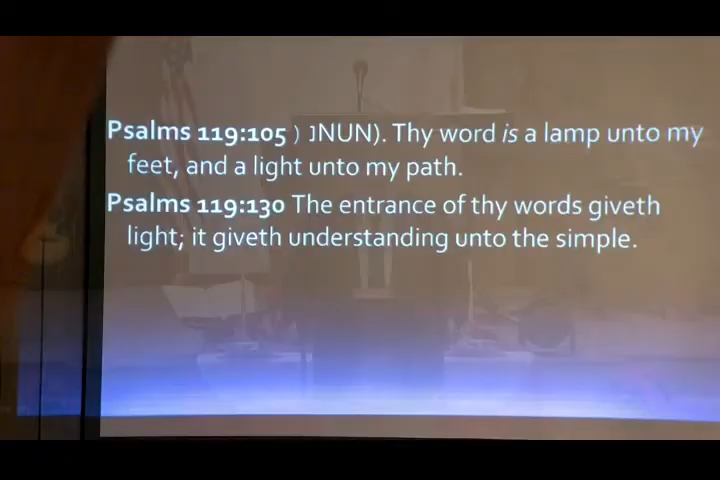 Psalms 119:105 ) נNUN). Thy word is a lamp unto my
feet, and a light unto my path.
Psalms 119:130 The entrance of thy words giveth
light; it giveth understanding unto the simple.